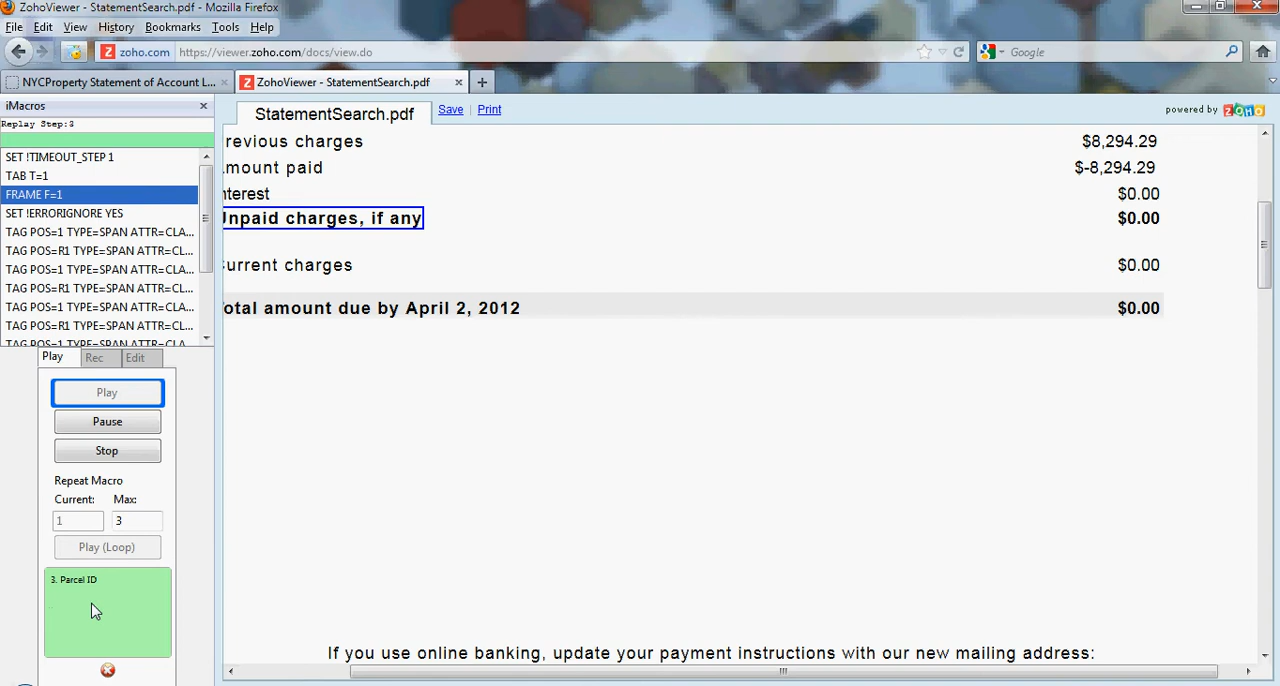 ZohoViewer - StatementSearch.pdf - Mozilla Firefox
File Edit View History Bookmarks Tools Help
zoho.com https://viewer.zoho.com/docs/view.do Google
NYCProperty Statement of Account L... ZohoViewer - StatementSearch.pdf
iMacros
Replay Step:3
SET !TIMEOUT_STEP 1
TAB T=1
FRAME F=1
SET !ERRORIGNORE YES
TAG POS=1 TYPE=SPAN ATTR=CLA...
TAG POS=R1 TYPE=SPAN ATTR=CL...
TAG POS=1 TYPE=SPAN ATTR=CLA...
TAG POS=R1 TYPE=SPAN ATTR=CL...
TAG POS=1 TYPE=SPAN ATTR=CLA...
TAG POS=R1 TYPE=SPAN ATTR=CL...
TAG POS=1 TYPE=SPAN ATTR=CLA...
Play Rec Edit
Play
Pause
Stop
Repeat Macro
Current: Max:
1 3
Play (Loop)
3. Parcel ID
StatementSearch.pdf Save Print
powered by ZOHO
revious charges $8,294.29
mount paid $-8,294.29
nterest $0.00
Unpaid charges, if any $0.00
urrent charges $0.00
otal amount due by April 2, 2012 $0.00
If you use online banking, update your payment instructions with our new mailing address: